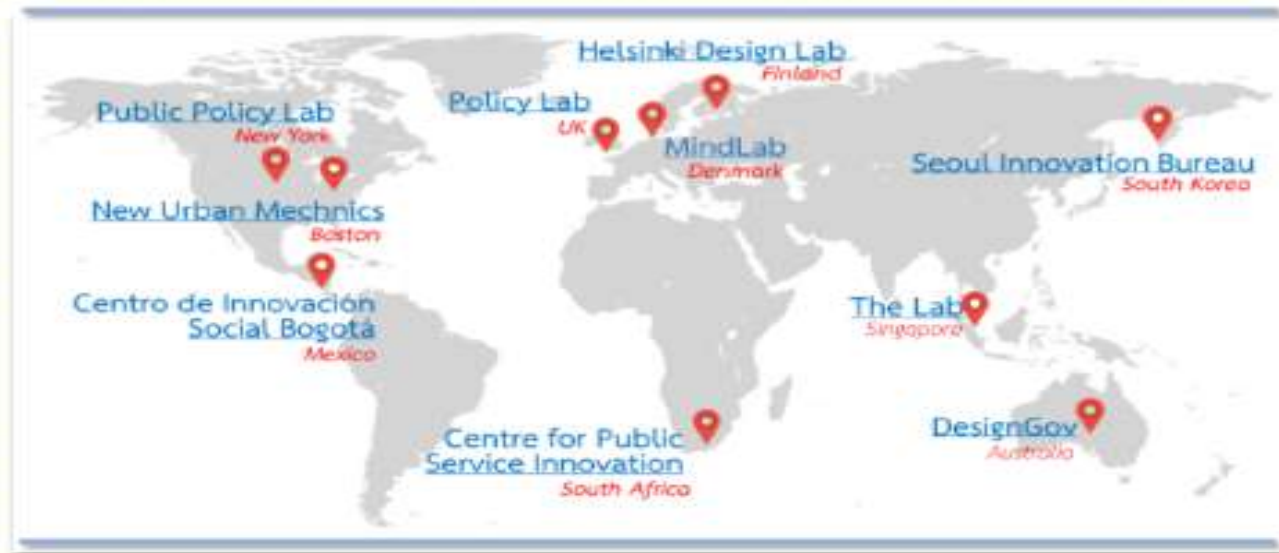 Helsinki Design Lab
Finland
Public Policy Lab
New York
Policy Lab
UK
MindLab
Denmark
Seoul Innovation Bureau
South Korea
New Urban Mechnics
Boston
Centro de Innovación
Social Bogotá
Mexico
The Lab
Singapore
DesignGov
Australia
Centre for Public
Service Innovation
South Africa